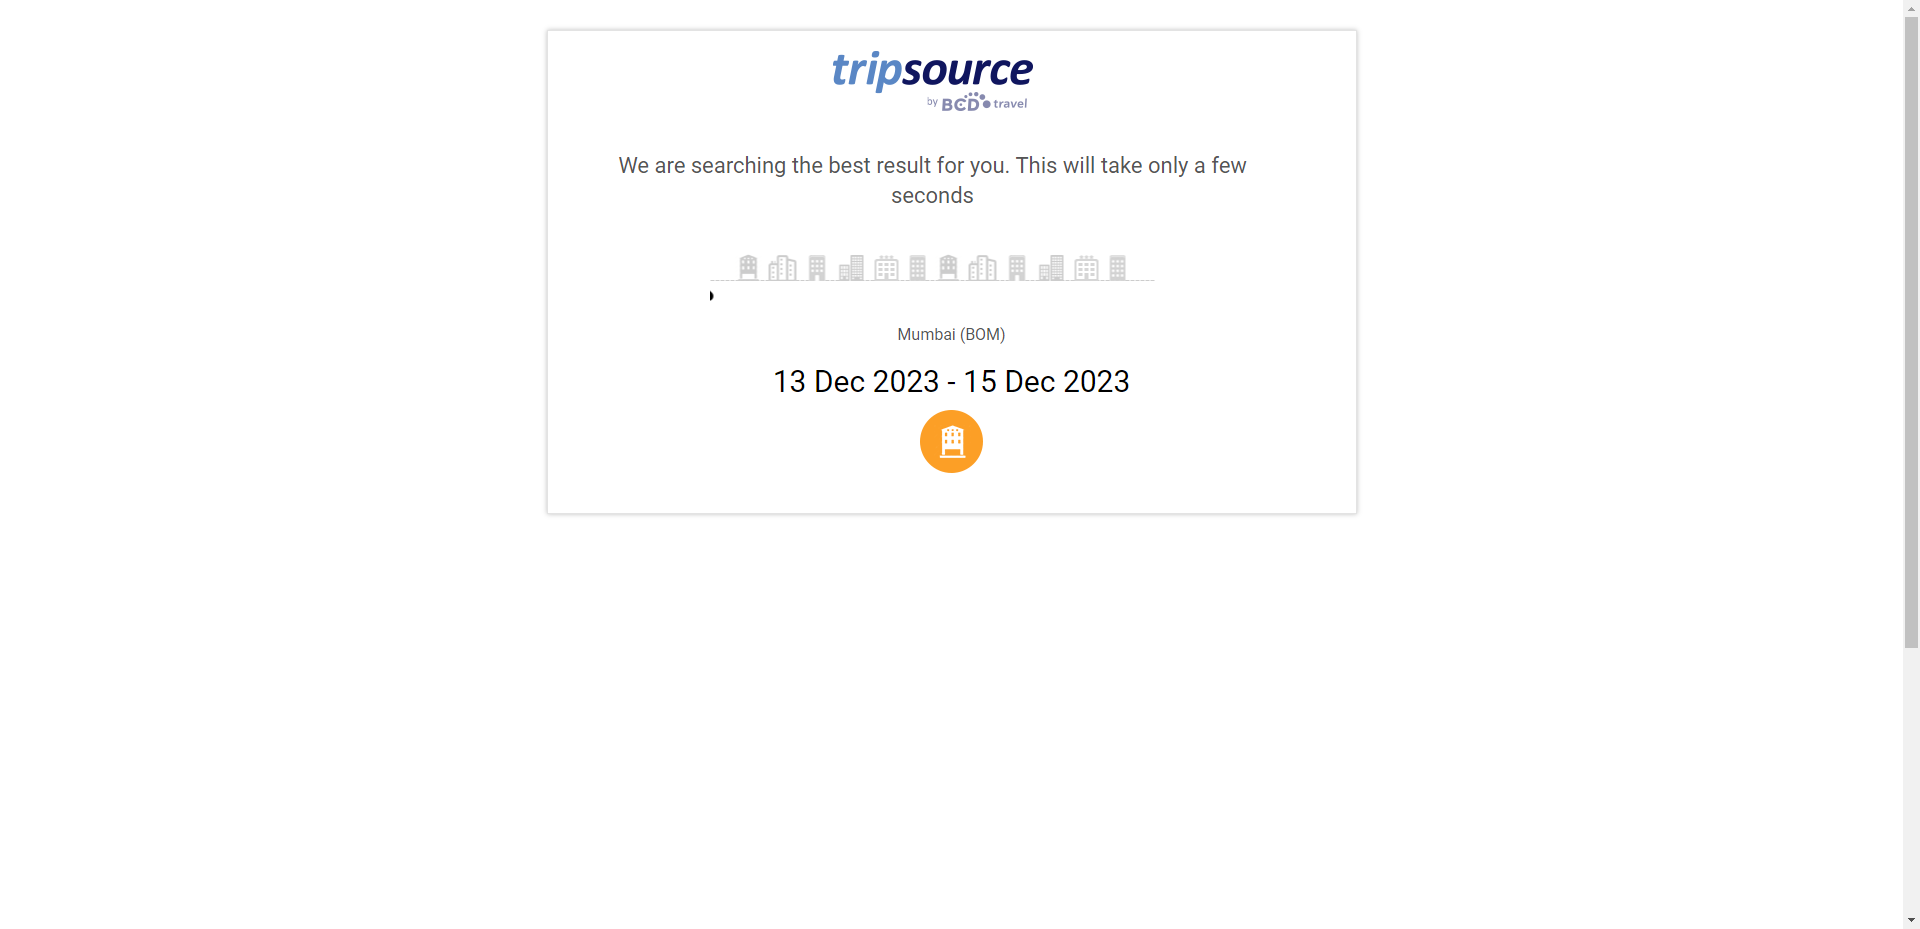 tripsource
by BCD travel
We are searching the best result for you. This will take only a few
seconds
Mumbai (BOM)
13 Dec 2023 - 15 Dec 2023